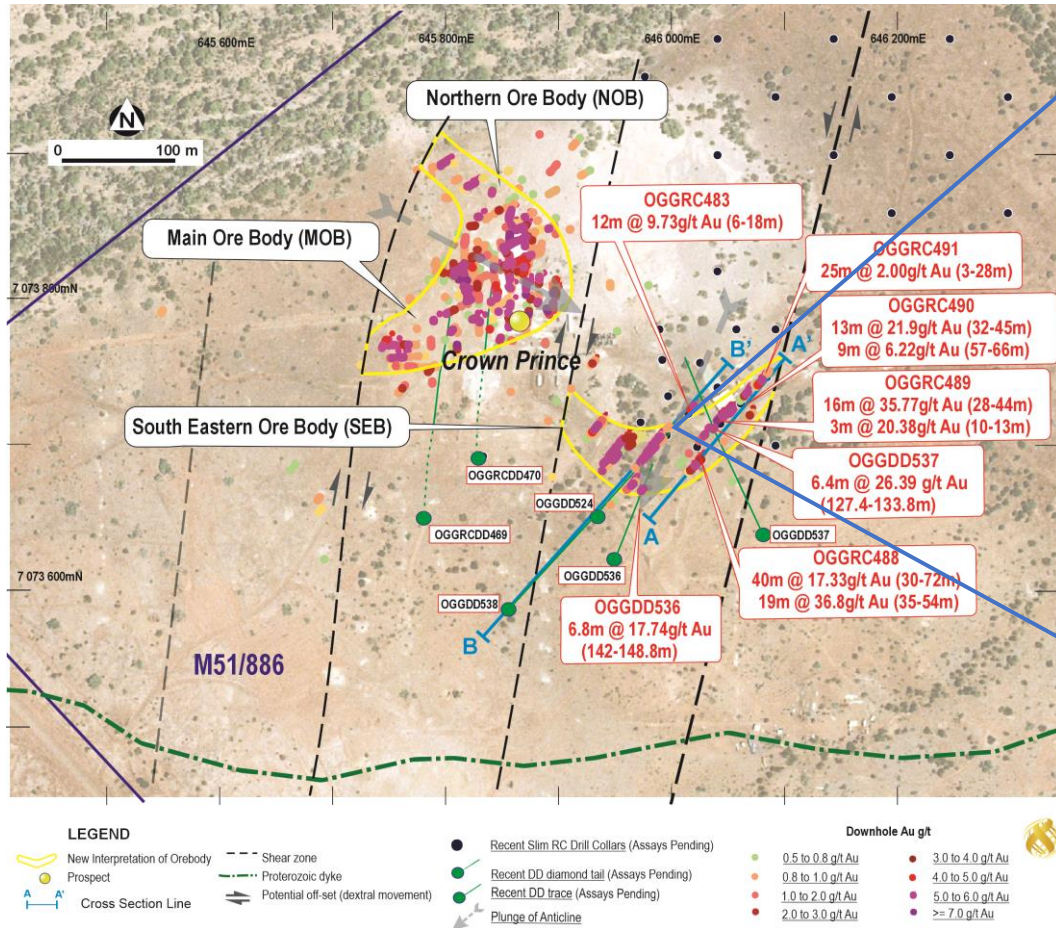 645 600mE
645 800mE
646 000mE
646 200mE
Northern Ore Body (NOB)
N
0 100 m
OGGRC483
12m @ 9.73g/t Au (6-18m)
Main Ore Body (MOB)
OGGRC491
25m @ 2.00g/t Au (3-28m)
7 073 800mN
OGGRC490
13m @ 21.9g/t Au (32-45m)
9m @ 6.22g/t Au (57-66m)
B'
A'
Crown Prince
OGGRC489
16m @ 35.77g/t Au (28-44m)
3m @ 20.38g/t Au (10-13m)
South Eastern Ore Body (SEB)
OGGDD537
6.4m @ 26.39 g/t Au
(127.4-133.8m)
OGGRCDD470
OGGDD524
A
OGGRCDD469
OGGDD537
OGGRC488
40m @ 17.33g/t Au (30-72m)
19m @ 36.8g/t Au (35-54m)
OGGDD536
7 073 600mN
OGGDD538
OGGDD536
6.8m @ 17.74g/t Au
(142-148.8m)
B
M51/886
LEGEND
New Interpretation of Orebody
Prospect
A A'
Cross Section Line
Shear zone
Proterozoic dyke
Potential off-set (dextral movement)
Recent Slim RC Drill Collars (Assays Pending)
Recent DD diamond tail (Assays Pending)
Recent DD trace (Assays Pending)
Plunge of Anticline
Downhole Au g/t
0.5 to 0.8 g/t Au
0.8 to 1.0 g/t Au
1.0 to 2.0 g/t Au
2.0 to 3.0 g/t Au
3.0 to 4.0 g/t Au
4.0 to 5.0 g/t Au
5.0 to 6.0 g/t Au
>= 7.0 g/t Au